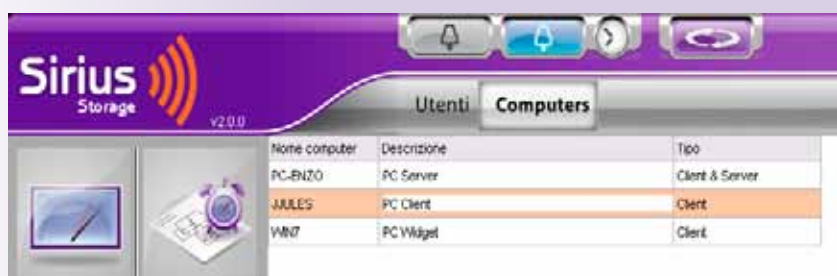 Sirius
Storage
v2.0.0
Utenti Computers
Nome computer Descrizione Tipo
PC-ENZO PC Server Client & Server
JJULES PC Client Client
WIN7 PC Widget Client